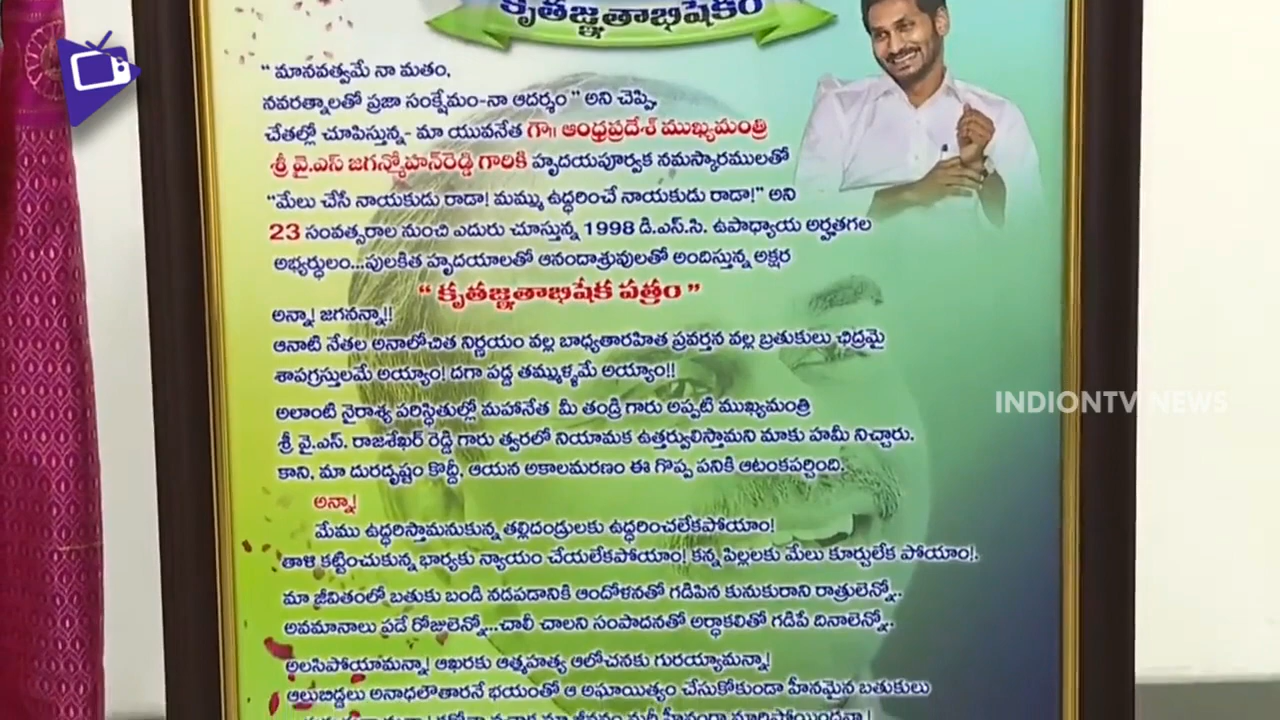 కృతజ్ఞతాభిషేకం
“ మానవత్వమే నా మతం,
నవరత్నాలతో ప్రజా సంక్షేమం-నా ఆదర్శం ” అని చెప్పి,
చేతల్లో చూపిస్తున్న- మా యువనేత గౌ॥ ఆంధ్రప్రదేశ్ ముఖ్యమంత్రి
శ్రీ వై.ఎస్ జగన్మోహన్‌రెడ్డి గారికి హృదయపూర్వక నమస్కారములతో
“మేలు చేసే నాయకుడు రాడా! మమ్ము ఉద్ధరించే నాయకుడు రాడా!” అని
23 సంవత్సరాల నుంచి ఎదురు చూస్తున్న 1998 డి.ఎస్.సి. ఉపాధ్యాయ అర్హతగల
అభ్యర్ధులం...పులకిత హృదయాలతో ఆనందాశ్రువులతో అందిస్తున్న అక్షర
“ కృతజ్ఞతాభిషేక పత్రం ”
అన్నా! జగనన్నా!!
ఆనాటి నేతల అనాలోచిత నిర్ణయం వల్ల బాధ్యతారహిత ప్రవర్తన వల్ల బ్రతుకులు ఛిద్రమై
శాపగ్రస్తులమే అయ్యాం! దగా పడ్డ తమ్ముళ్ళమే అయ్యాం!!
INDIONTV NEWS
అలాంటి నైరాశ్య పరిస్ధితుల్లో మహానేత మీ తండ్రి గారు అప్పటి ముఖ్యమంత్రి
శ్రీ వై.ఎస్. రాజశేఖర్ రెడ్డి గారు త్వరలో నియామక ఉత్తర్వులిస్తామని మాకు హమీ నిచ్చారు.
కాని, మా దురదృష్టం కొద్దీ, ఆయన అకాలమరణం ఈ గొప్ప పనికి ఆటంకపర్చింది.
అన్నా!
మేము ఉద్ధరిస్తామనుకున్న తల్లిదండ్రులకు ఉద్ధరించలేకపోయాం!
తాళి కట్టించుకున్న భార్యకు న్యాయం చేయలేకపోయాం! కన్న పిల్లలకు మేలు కూర్చులేక పోయాం!.
మా జీవితంలో బతుకు బండి నడపడానికి ఆందోళనతో గడిపిన కునుకురాని రాత్రులెన్నో..
అవమానాలు పడే రోజులెన్నో...చాలీ చాలని సంపాదనతో అర్ధాకలితో గడిపే దినాలెన్నో..
అలసిపోయామన్నా! ఆఖరకు ఆత్మహత్య ఆలోచనకు గురయ్యామన్నా!
ఆలుబిడ్డలు అనాధలౌతారనే భయంతో ఆ అఘాయిత్యం చేసుకోకుండా హీనమైన బతుకులు